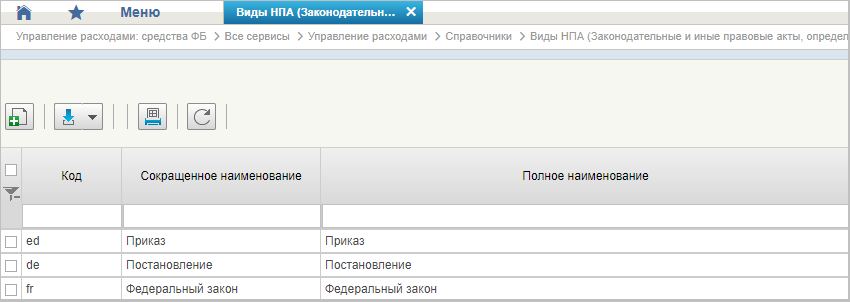 Меню Виды НПА (Законодательн...
Управление расходами: средства ФБ Все сервисы Управление расходами Справочники Виды НПА (Законодательные и иные правовые акты, опредег
Код Сокращенное наименование Полное наименование
ed Приказ Приказ
de Постановление Постановление
fr Федеральный закон Федеральный закон